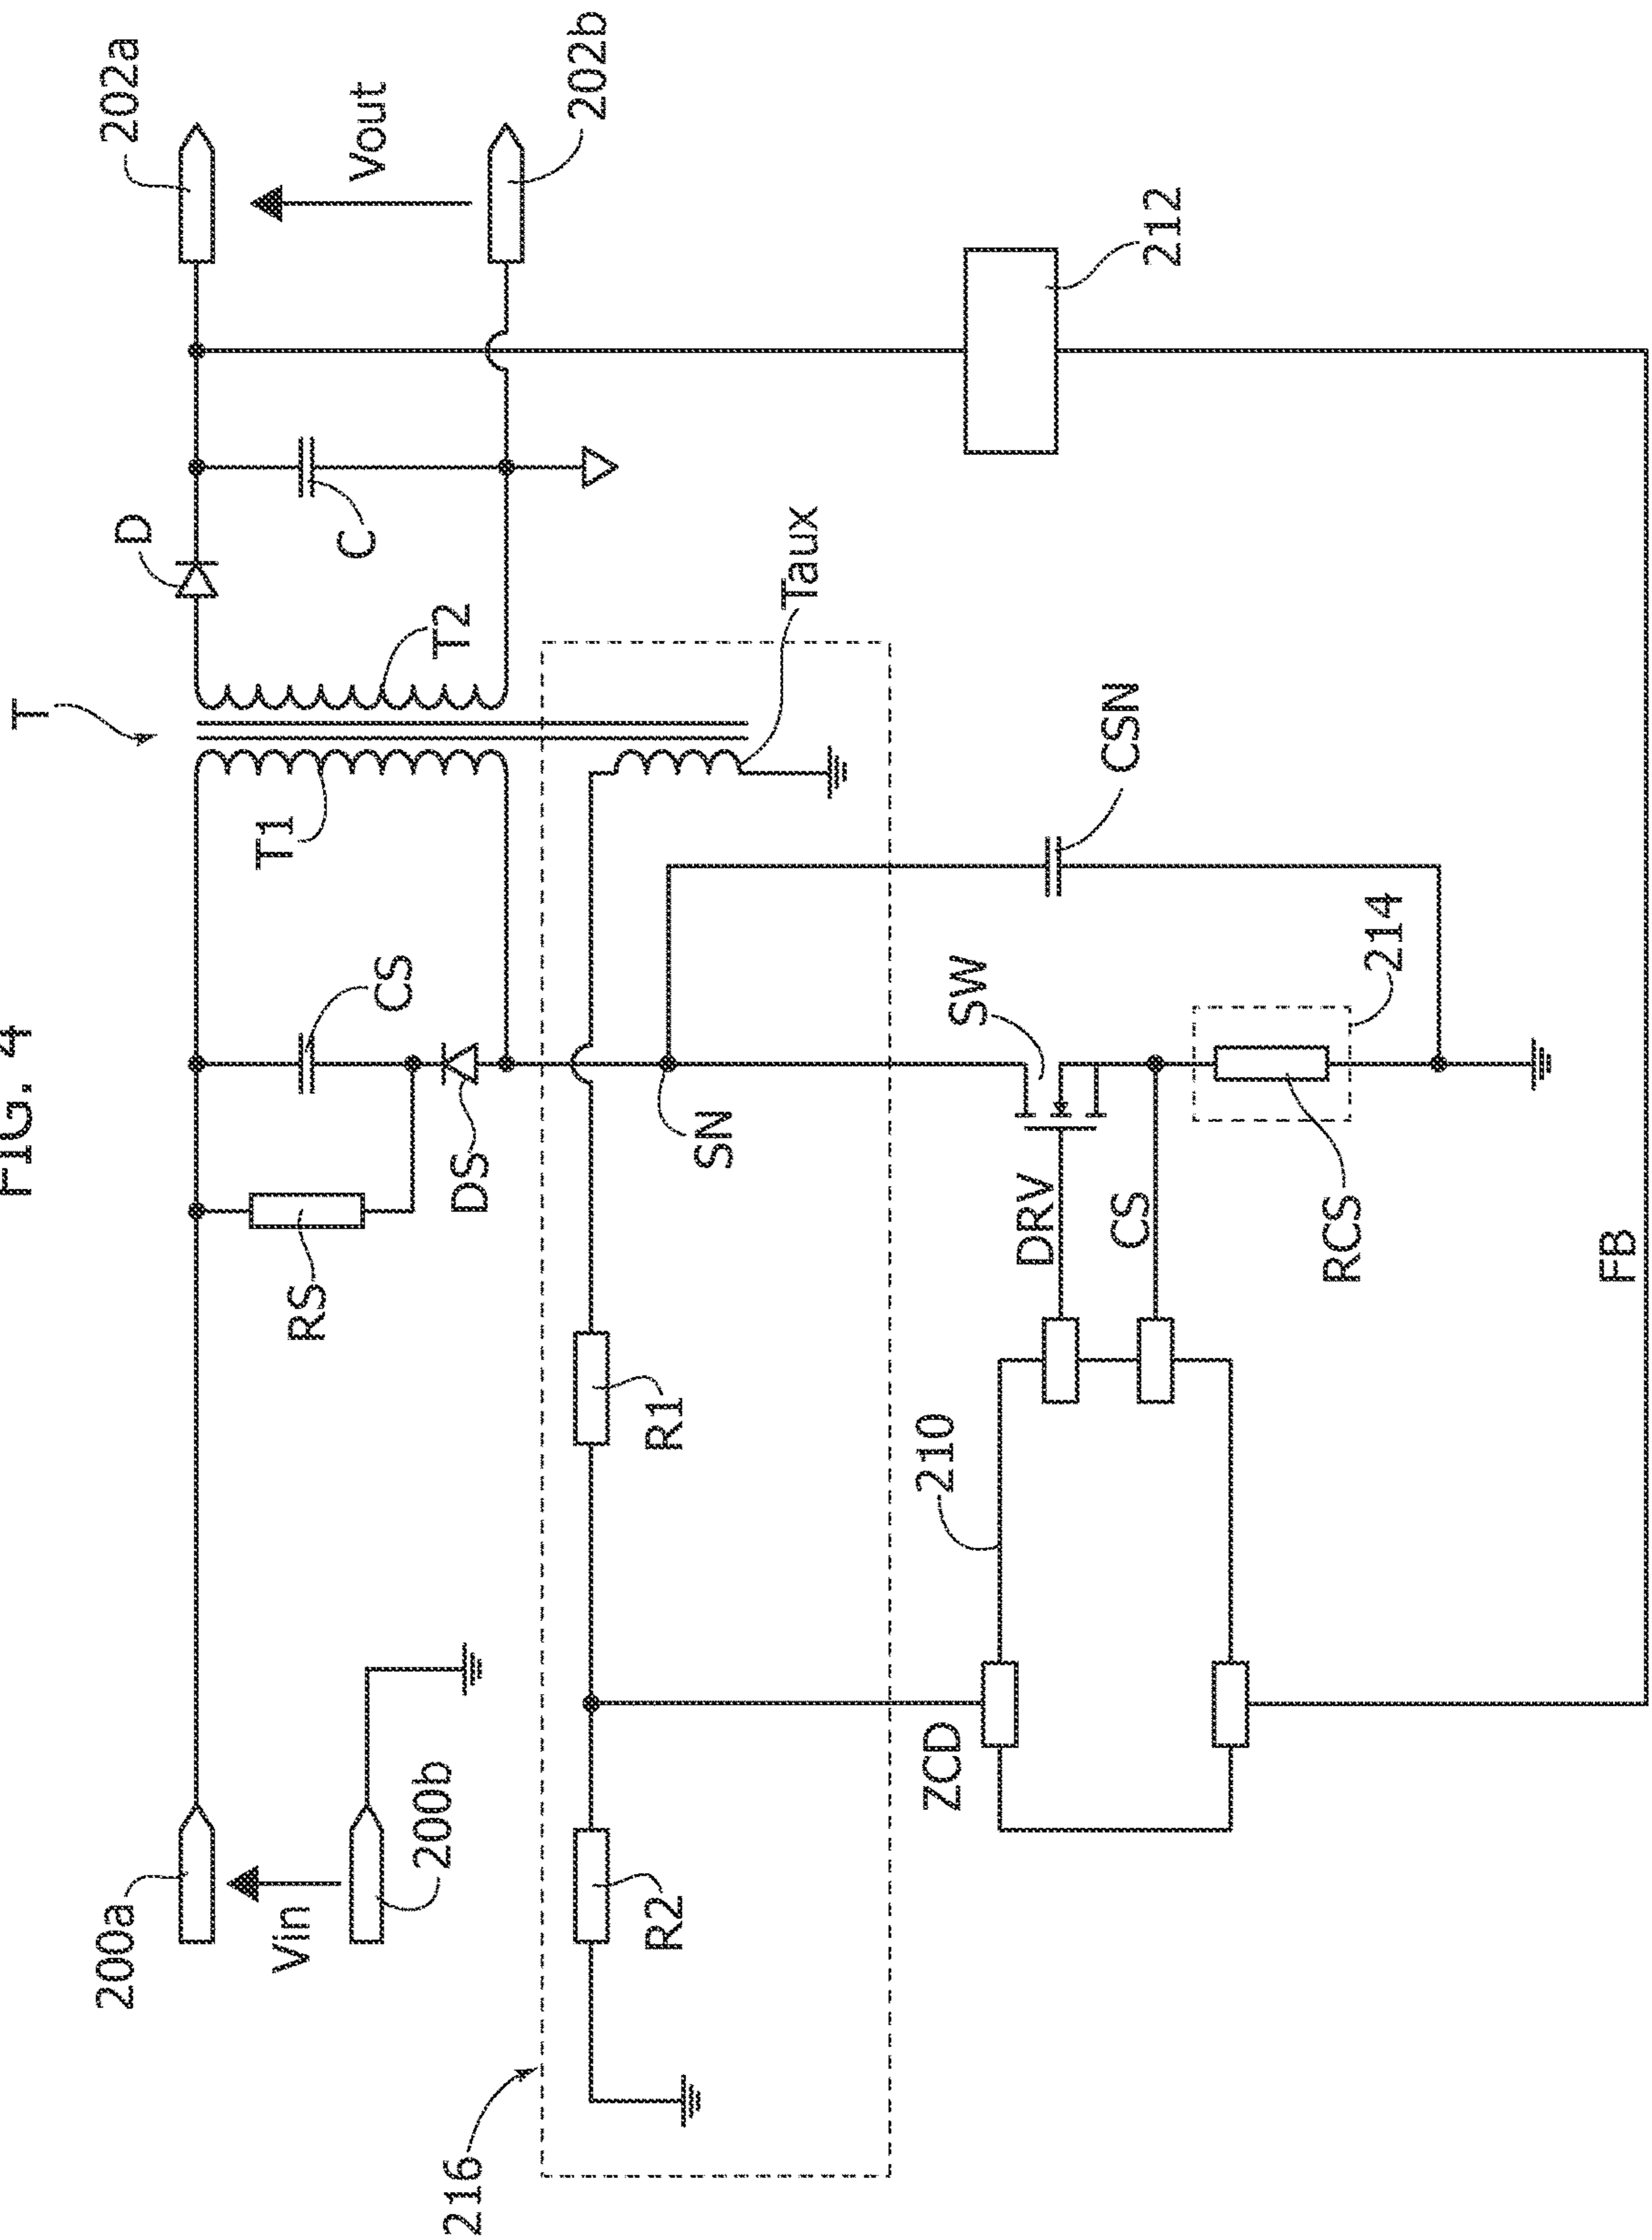 FIG. 4
T
200a
Vin
200b
RS
CS
DS
T1
T2
D
C
202a
Vout
202b
216
R2
R1
SN
Taux
ZCD
210
DRV
CS
SW
CSN
RCS
214
212
FB